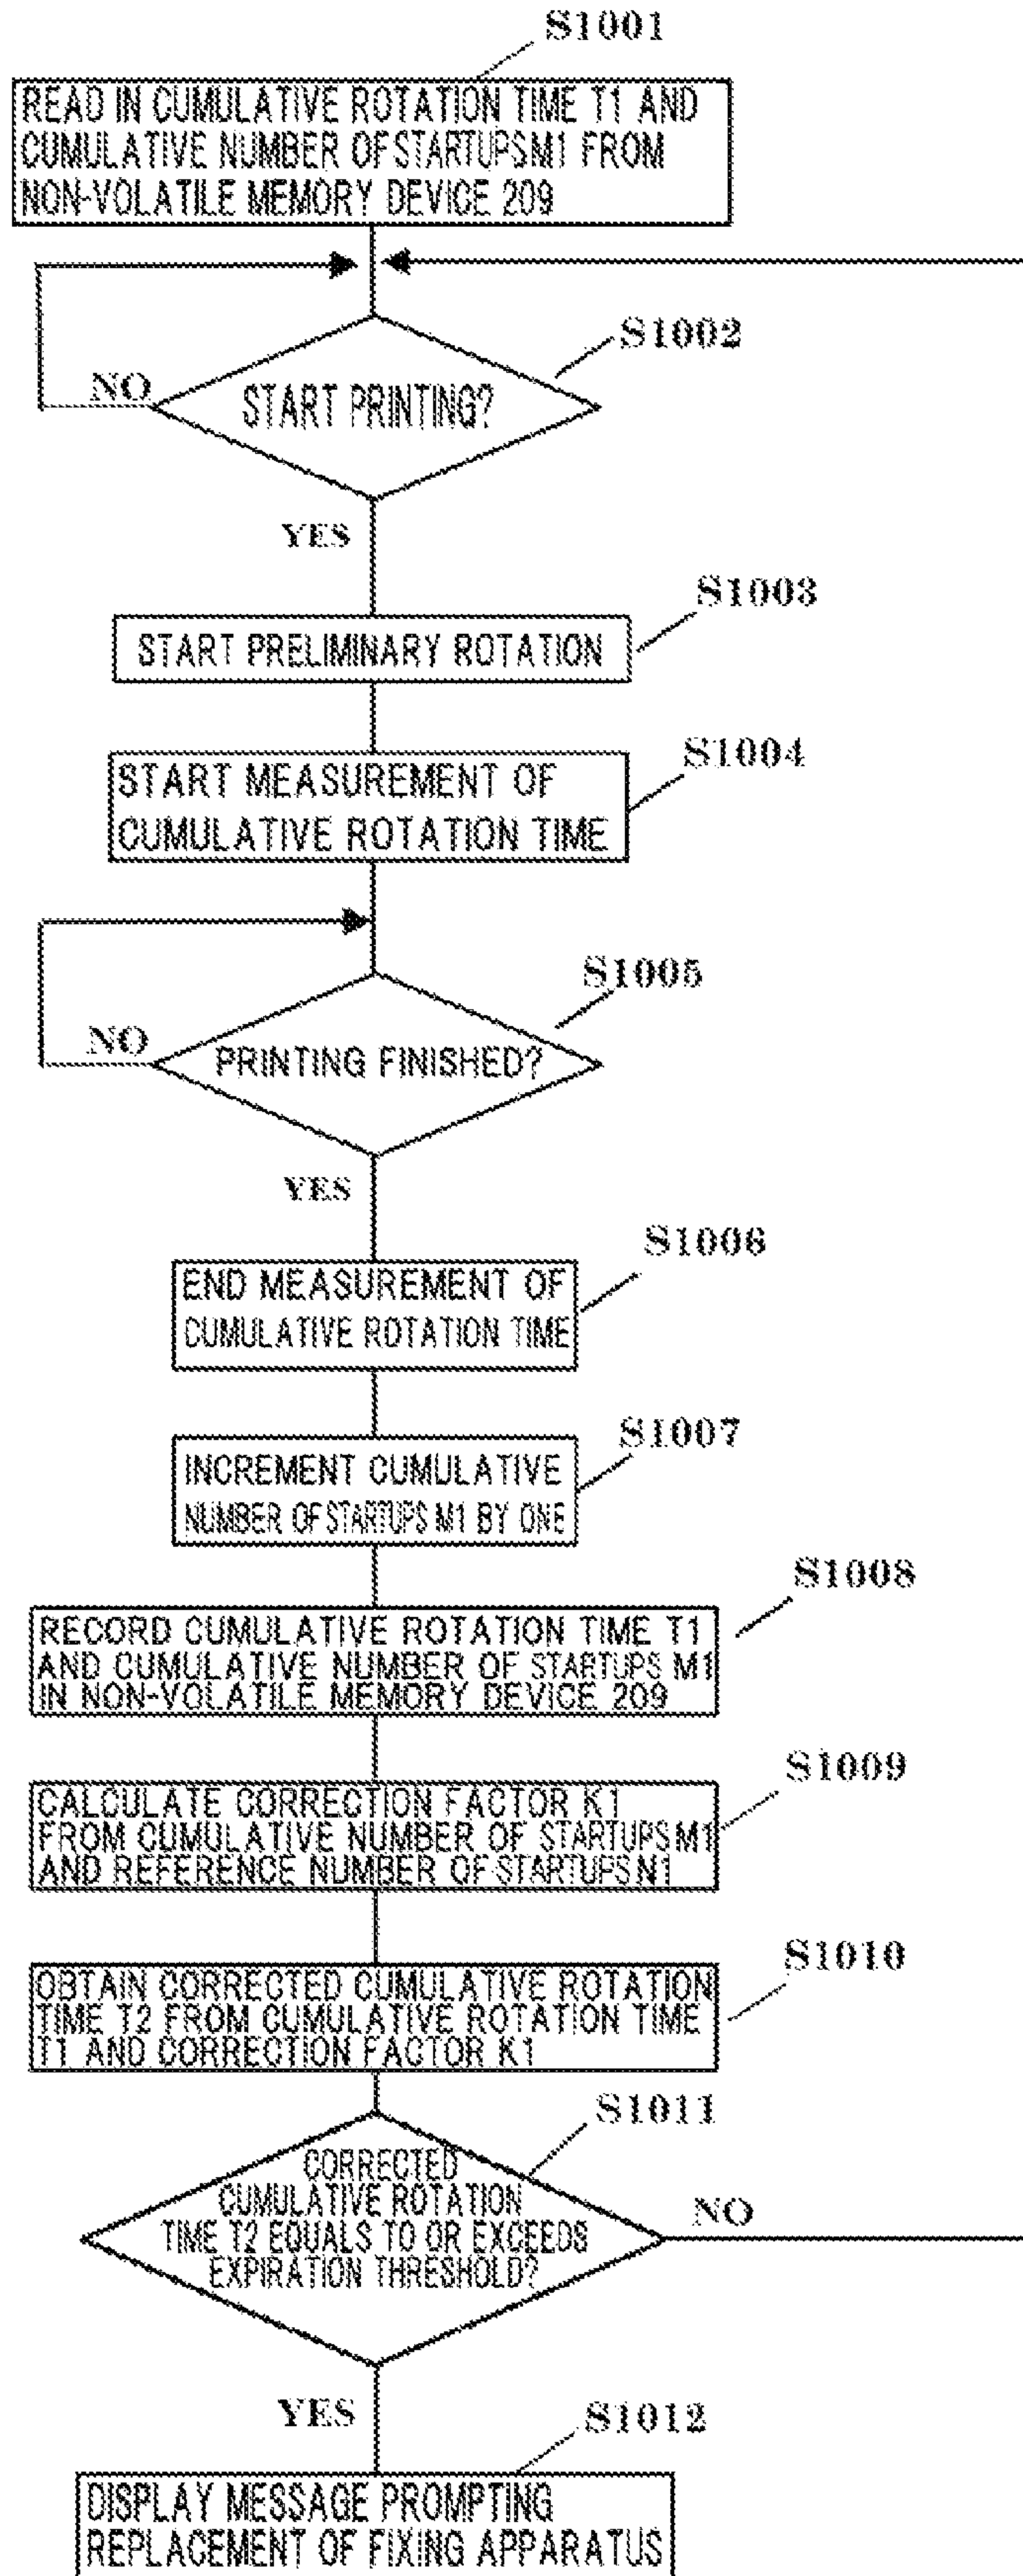 S1001
READ IN CUMULATIVE ROTATION TIME T1 AND
CUMULATIVE NUMBER OF STARTUPS M1 FROM
NON-VOLATILE MEMORY DEVICE 209
S1002
NO
START PRINTING?
YES
S1003
START PRELIMINARY ROTATION
S1004
START MEASUREMENT OF
CUMULATIVE ROTATION TIME
S1005
NO
PRINTING FINISHED?
YES
S1006
END MEASUREMENT OF
CUMULATIVE ROTATION TIME
S1007
INCREMENT CUMULATIVE
NUMBER OF STARTUPS M1 BY ONE
S1008
RECORD CUMULATIVE ROTATION TIME T1
AND CUMULATIVE NUMBER OF STARTUPS M1
IN NON-VOLATILE MEMORY DEVICE 209
S1009
CALCULATE CORRECTION FACTOR K1
FROM CUMULATIVE NUMBER OF STARTUPS M1
AND REFERENCE NUMBER OF STARTUPS N1
S1010
OBTAIN CORRECTED CUMULATIVE ROTATION
TIME T2 FROM CUMULATIVE ROTATION TIME
T1 AND CORRECTION FACTOR K1
S1011
CORRECTED
CUMULATIVE ROTATION
TIME T2 EQUALS TO OR EXCEEDS
EXPIRATION THRESHOLD?
NO
YES
S1012
DISPLAY MESSAGE PROMPTING
REPLACEMENT OF FIXING APPARATUS